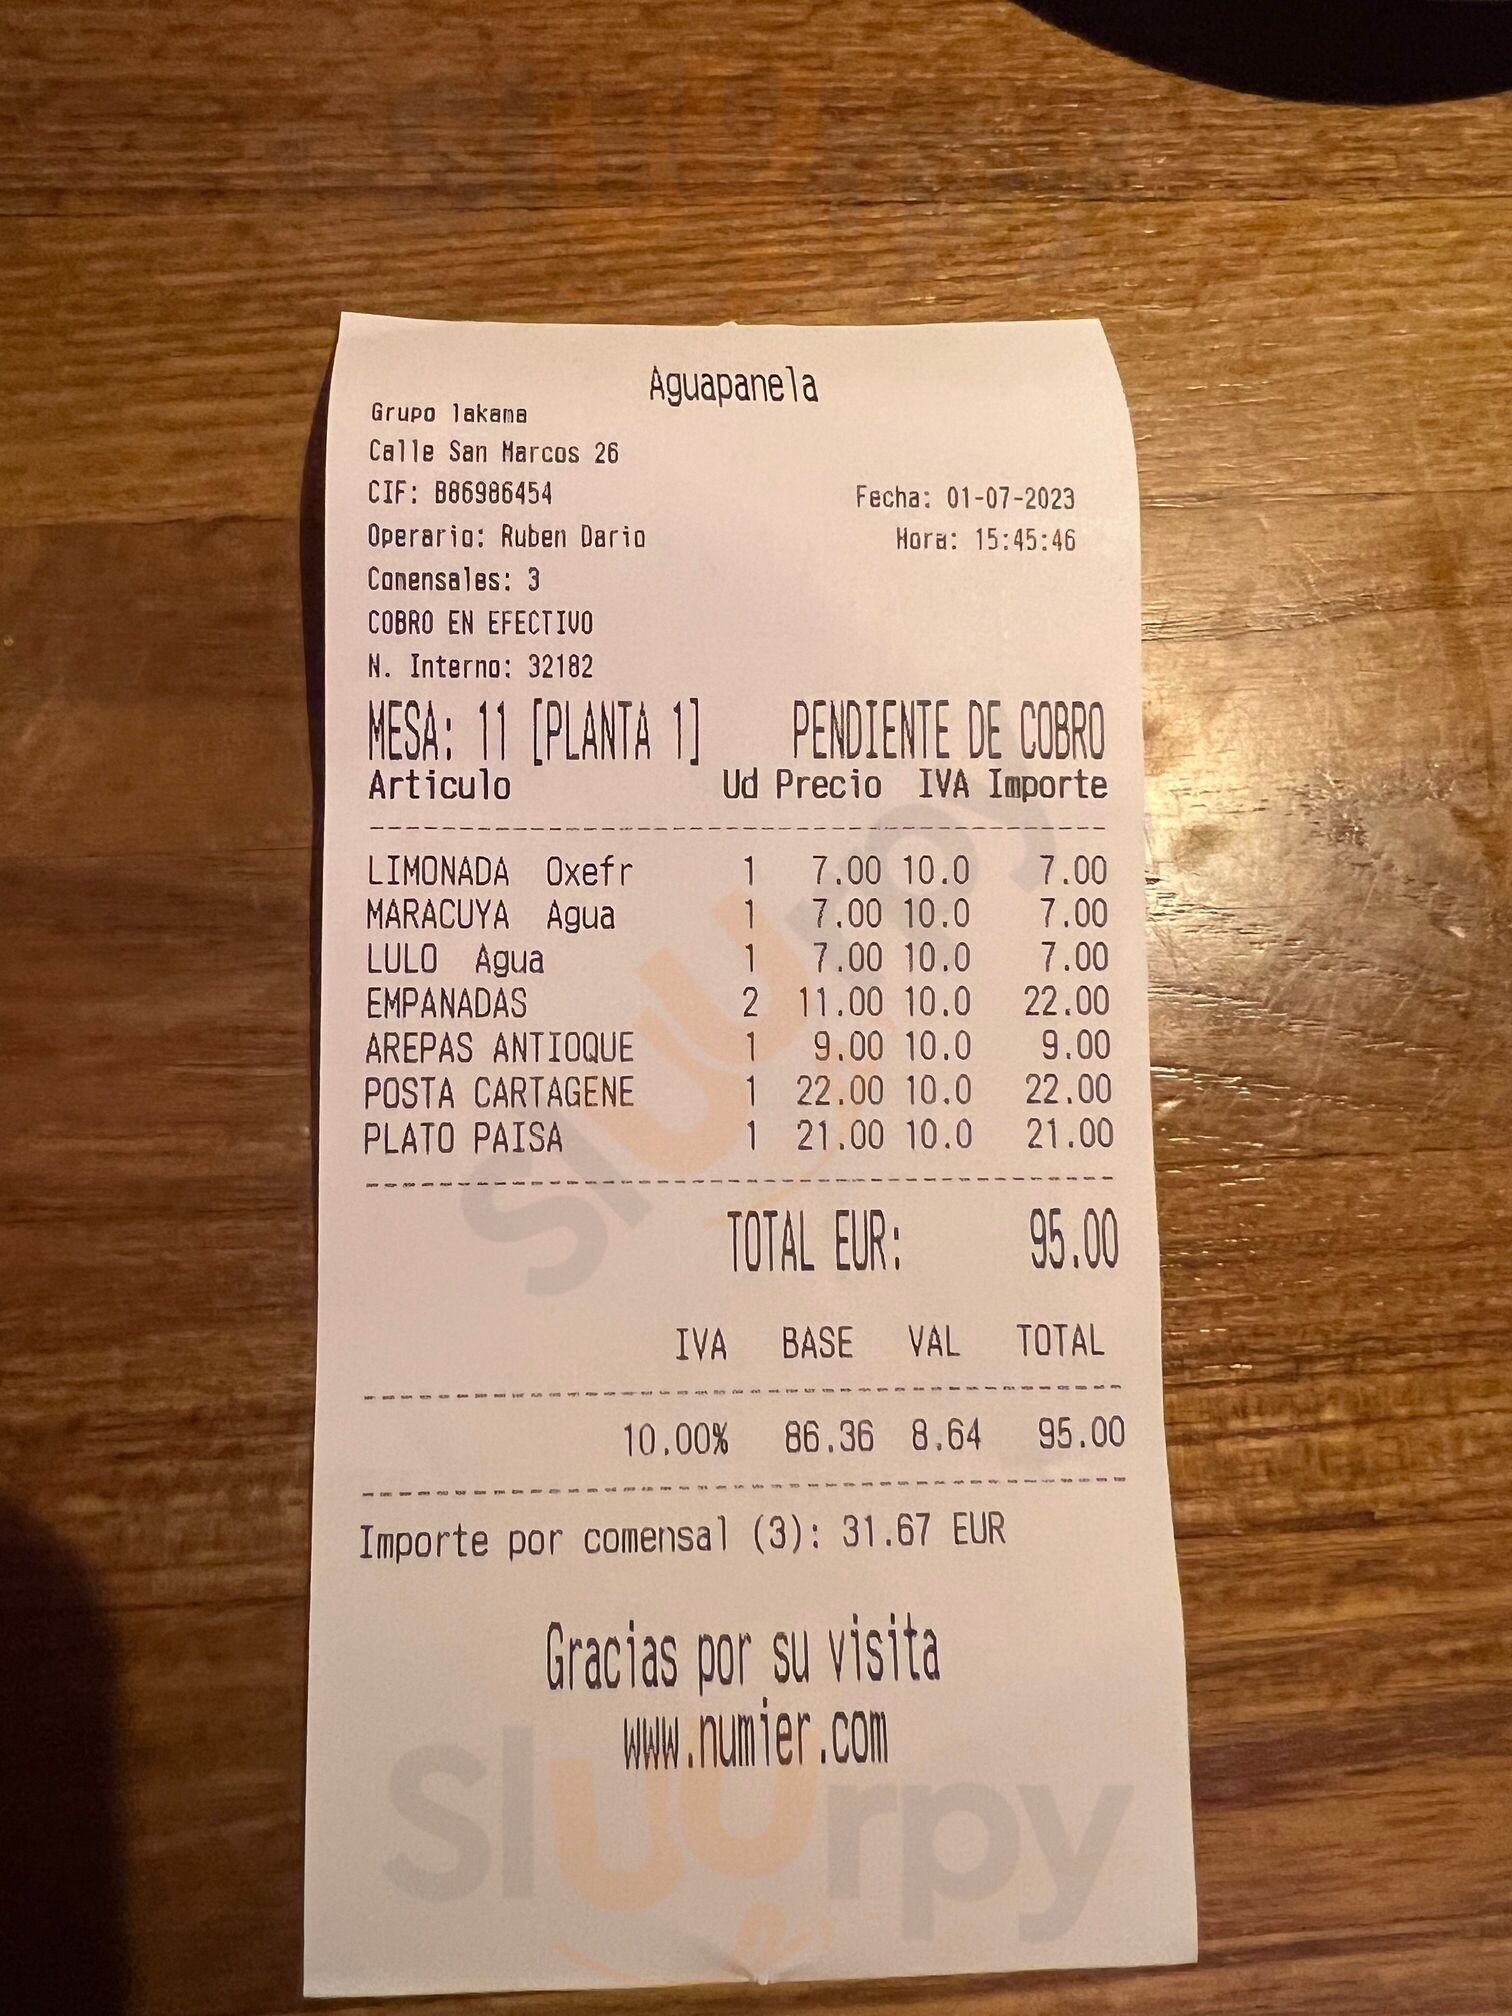 Aguapanela
Grupo lakama
Calle San Marcos 26
CIF: B86986454 Fecha: 01-07-2023
Operario: Ruben Dario Hora: 15:45:46
Comensales: 3
COBRO EN EFECTIVO
N. Interno: 32182
MESA: 11 [PLANTA 1] PENDIENTE DE COBRO
Articulo Ud Precio IVA Importe
LIMONADA Oxefr 1 7.00 10.0 7.00
MARACUYA Agua 1 7.00 10.0 7.00
LULO Agua 1 7.00 10.0 7.00
EMPANADAS 2 11.00 10.0 22.00
AREPAS ANTIOQUE 1 9.00 10.0 9.00
POSTA CARTAGENE 1 22.00 10.0 22.00
PLATO PAISA 1 21.00 10.0 21.00
TOTAL EUR: 95.00
IVA BASE VAL TOTAL
10.00% 86.36 8.64 95.00
Importe por comensal (3): 31.67 EUR
Gracias por su visita
www.numier.com
Sluurpy
Sluurpy